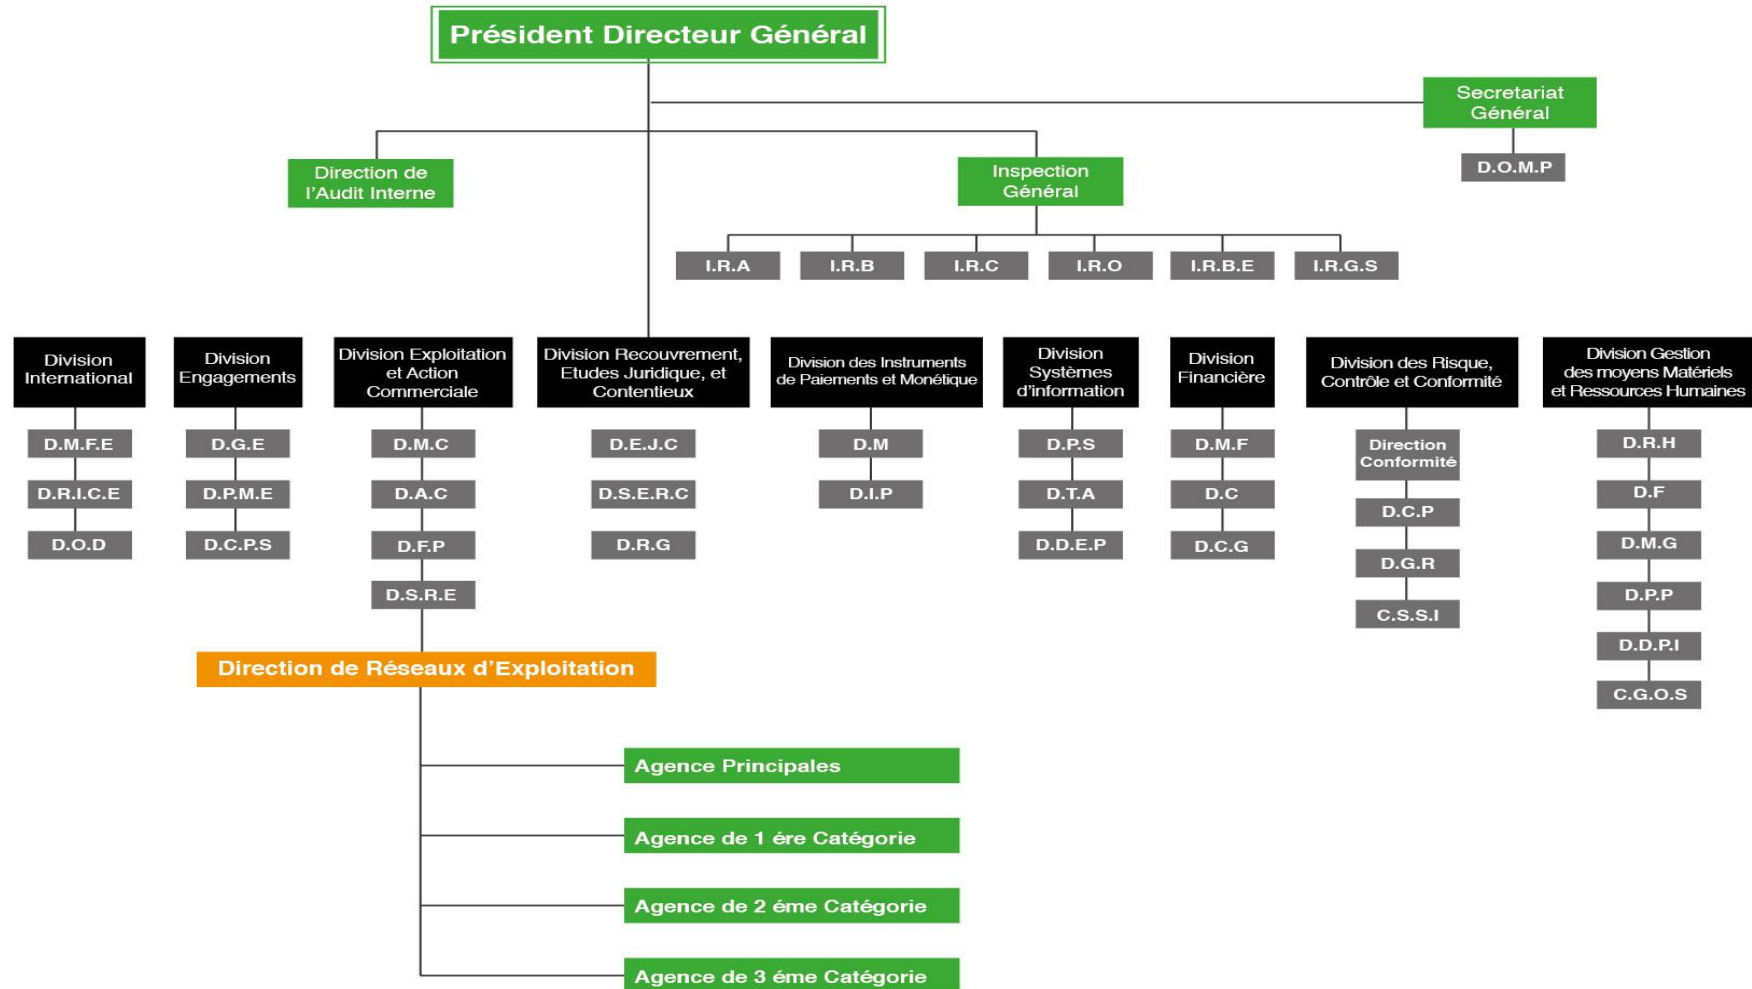 Président Directeur Général
Secretariat
Général
D.O.M.P
Direction de
l'Audit Interne
Inspection
Général
I.R.A
I.R.B
I.R.C
I.R.O
I.R.B.E
I.R.G.S
Division
International
D.M.F.E
D.R.I.C.E
D.O.D
Division
Engagements
D.G.E
D.P.M.E
D.C.P.S
Division Exploitation
et Action
Commerciale
D.M.C
D.A.C
D.F.P
D.S.R.E
Division Recouvrement,
Etudes Juridique, et
Contentieux
D.E.J.C
D.S.E.R.C
D.R.G
Division des Instruments
de Paiements et Monétique
D.M
D.I.P
Division
Systèmes
d'information
D.P.S
D.T.A
D.D.E.P
Division
Financière
D.M.F
D.C
D.C.G
Division des Risque,
Contrôle et Conformité
Direction
Conformité
D.C.P
D.G.R
C.S.S.I
Division Gestion
des moyens Matériels
et Ressources Humaines
D.R.H
D.F
D.M.G
D.P.P
D.D.P.I
C.G.O.S
Direction de Réseaux d'Exploitation
Agence Principales
Agence de 1 ére Catégorie
Agence de 2 éme Catégorie
Agence de 3 éme Catégorie